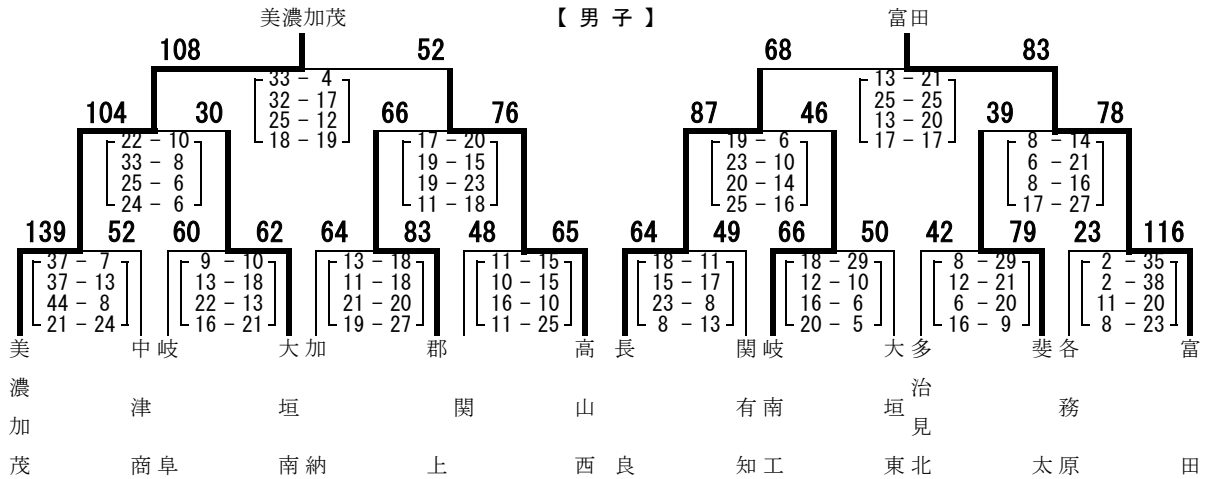 美濃加茂 【 男 子 】 富田
108 52 68 83
33 - 4 13 - 21
32 - 17 25 - 25
25 - 12 13 - 20
18 - 19 17 - 17
104 30 66 76 87 46 39 78
22 - 10 17 - 20 19 - 6 8 - 14
33 - 8 19 - 15 23 - 10 6 - 21
25 - 6 19 - 23 20 - 14 8 - 16
24 - 6 11 - 18 25 - 16 17 - 27
139 52 60 62 64 83 48 65 64 49 66 50 42 79 23 116
37 - 7 9 - 10 13 - 18 11 - 15 18 - 11 18 - 29 8 - 29 2 - 35
37 - 13 13 - 18 11 - 18 10 - 15 15 - 17 12 - 10 12 - 21 2 - 38
44 - 8 22 - 13 21 - 20 16 - 10 23 - 8 16 - 6 6 - 20 11 - 20
21 - 24 16 - 21 19 - 27 11 - 25 8 - 13 20 - 5 16 - 9 8 - 23
美濃加茂
中津商
岐阜
大垣南
加納
郡上
関
高山西
長良
関有知
岐南工
大垣東
多治見北
斐太
各務原
富田